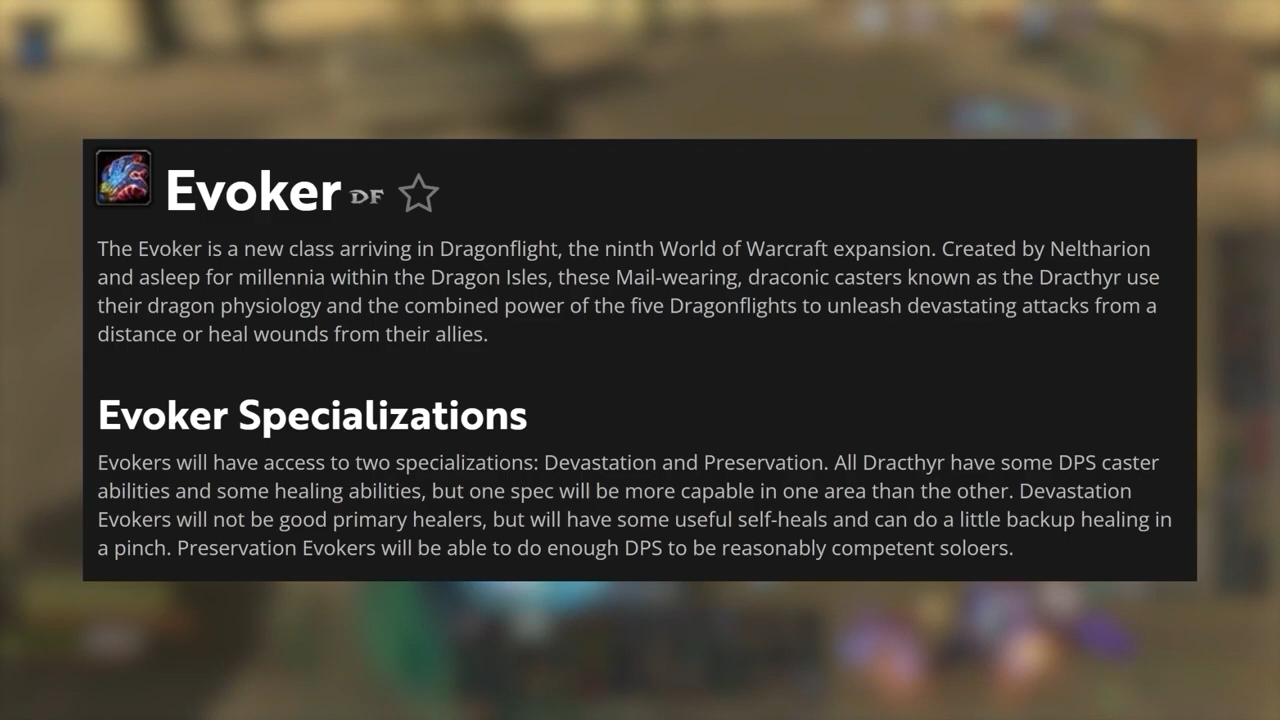 Evoker DF
The Evoker is a new class arriving in Dragonflight, the ninth World of Warcraft expansion. Created by Neltharion
and asleep for millennia within the Dragon Isles, these Mail-wearing, draconic casters known as the Dracthyr use
their dragon physiology and the combined power of the five Dragonflights to unleash devastating attacks from a
distance or heal wounds from their allies.
Evoker Specializations
Evokers will have access to two specializations: Devastation and Preservation. All Dracthyr have some DPS caster
abilities and some healing abilities, but one spec will be more capable in one area than the other. Devastation
Evokers will not be good primary healers, but will have some useful self-heals and can do a little backup healing in
a pinch. Preservation Evokers will be able to do enough DPS to be reasonably competent soloers.